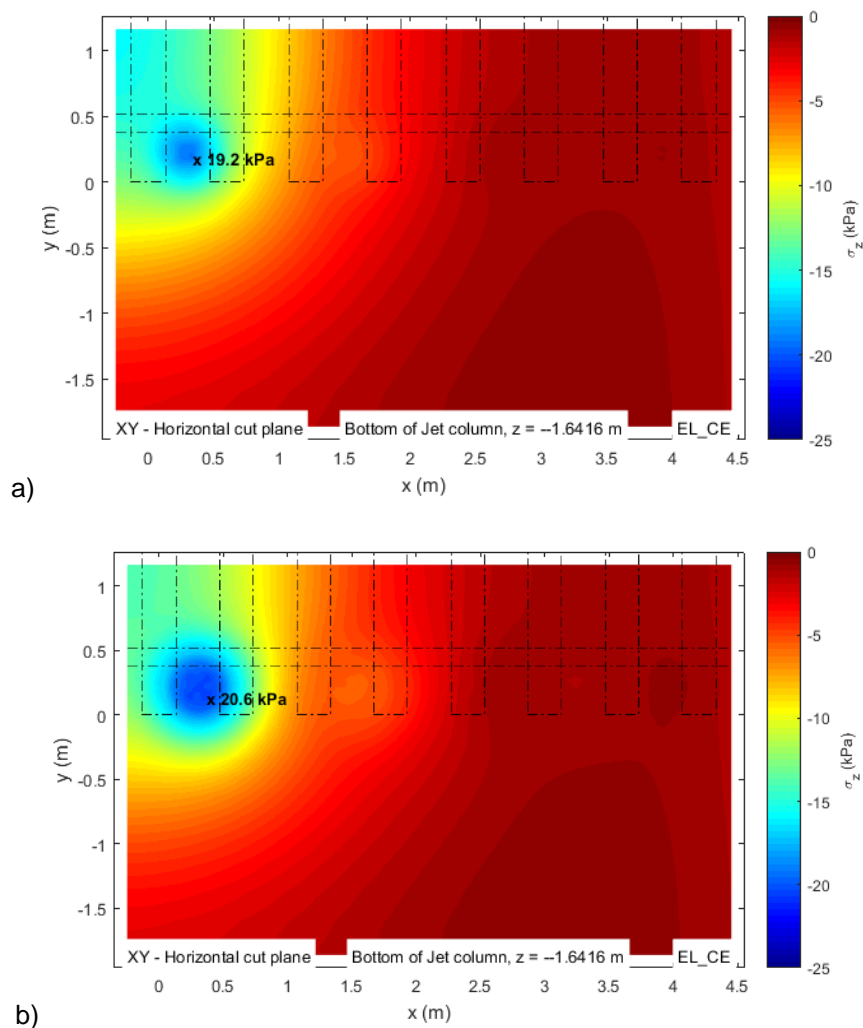 1
0.5
0
-0.5
-1
-1.5
y (m)
x 19.2 kPa
XY - Horizontal cut plane
Bottom of Jet column, z = --1.6416 m
EL_CE
0 0.5 1 1.5 2 2.5 3 3.5 4 4.5
x (m)
0
-5
-10
-15
-20
-25
σz (kPa)
a)
1
0.5
0
-0.5
-1
-1.5
y (m)
x 20.6 kPa
XY - Horizontal cut plane
Bottom of Jet column, z = --1.6416 m
EL_CE
0 0.5 1 1.5 2 2.5 3 3.5 4 4.5
x (m)
0
-5
-10
-15
-20
-25
σz (kPa)
b)